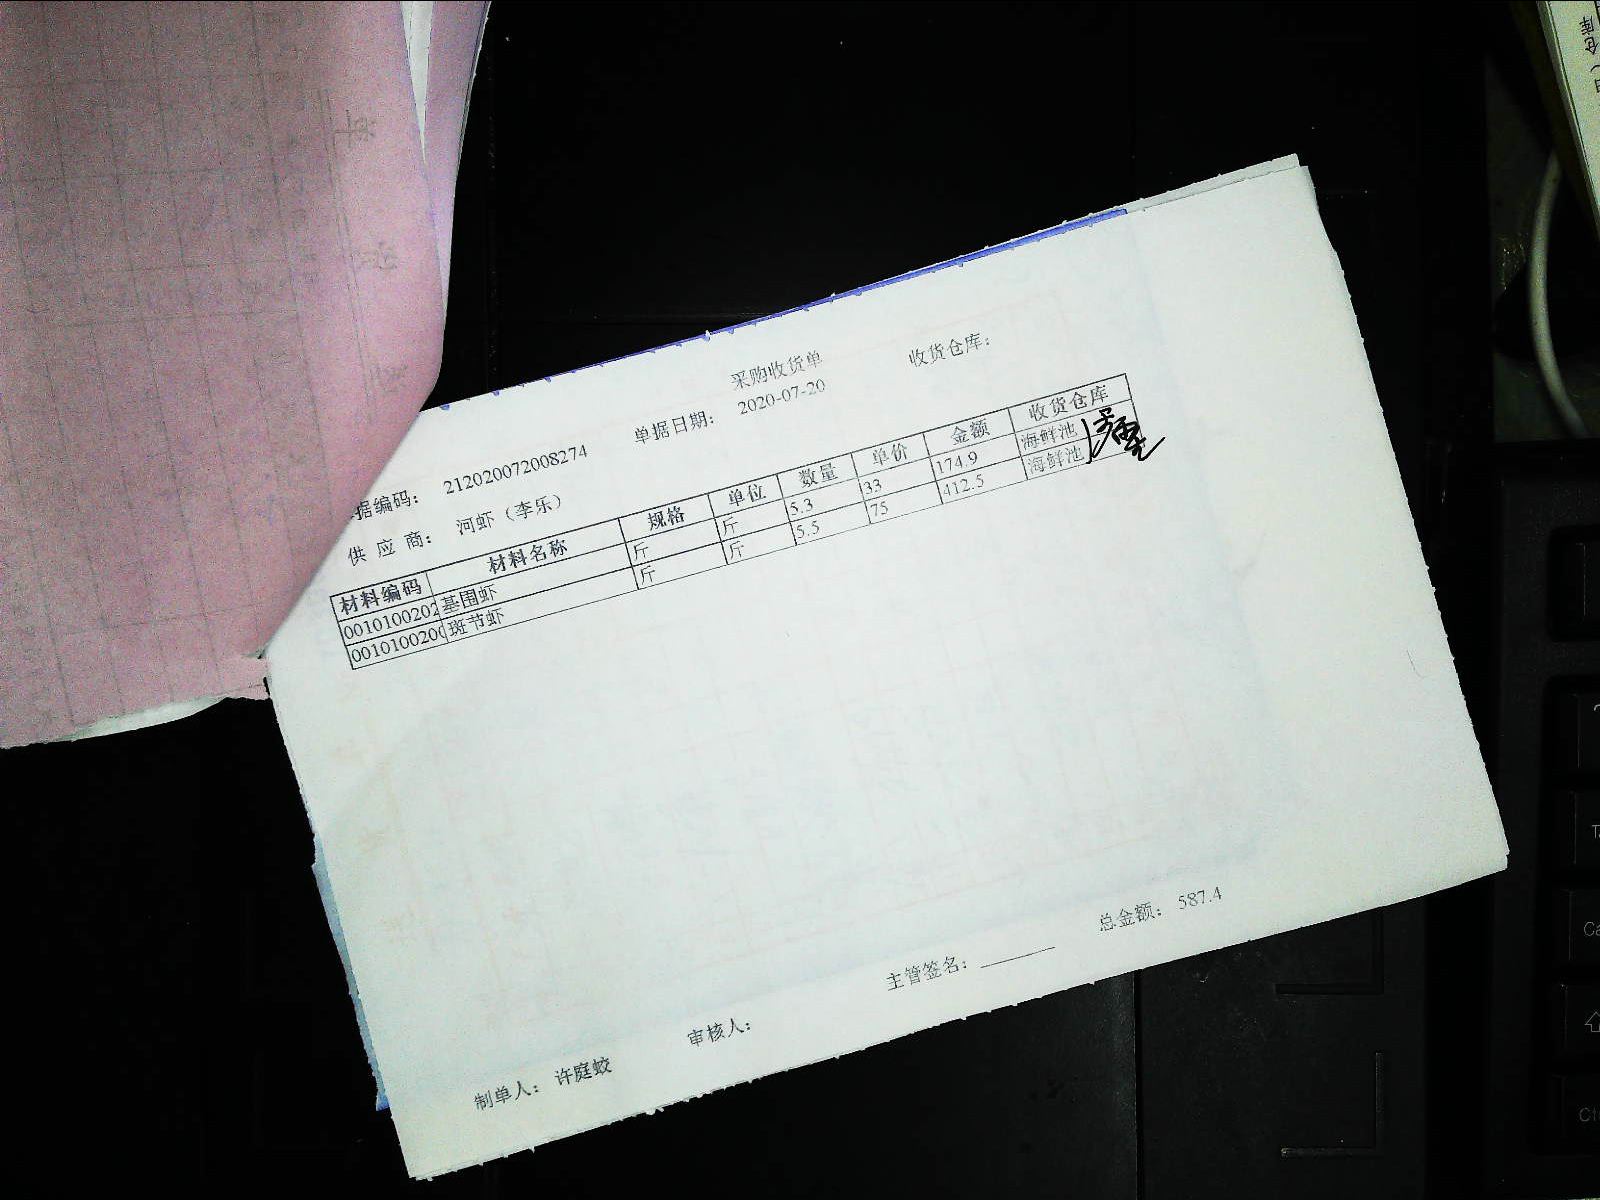 采购收货单 收货仓库：
据编码： 212020072008274 单据日期： 2020-07-20
供 应 商： 河虾（李乐）
材料编码 材料名称 规格 单位 数量 单价 金额 收货仓库
0010100202 基围虾 斤 斤 5.3 33 174.9 海鲜池
001010020 斑节虾 斤 斤 5.5 75 412.5 海鲜池
主管签名： 总金额： 587.4
制单人： 许庭蛟 审核人：